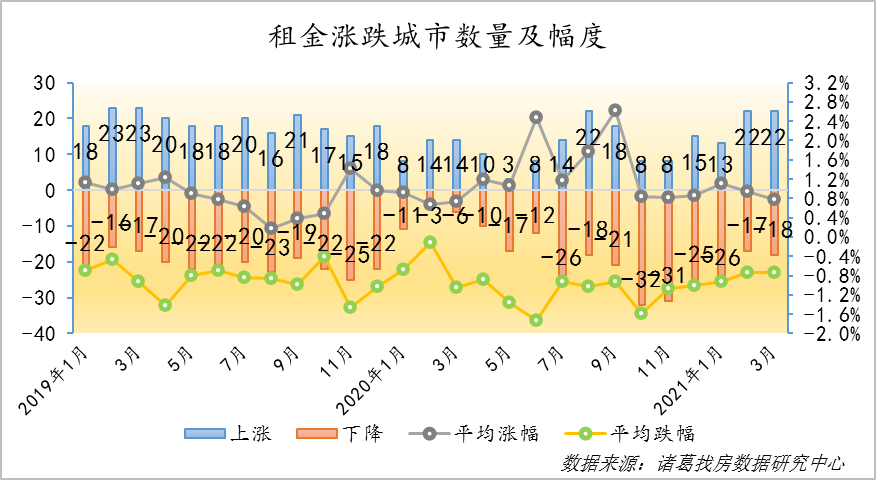 租金涨跌城市数量及幅度
30 20 10 0 -10 -20 -30 -40
3.2% 2.8% 2.4% 2.0% 1.6% 1.2% 0.8% 0.4% 0.0% -0.4% -0.8% -1.2% -1.6% -2.0%
18 23 23 20 18 18 20 16 21 17 15 18 8 14 14 10 3 8 14 22 18 8 8 15 13 22 22
-22 -16 -17 -20 -22 -22 -20 -23 -19 -22 -25 -22 -11 -3 -6 -10 -17 -12 -26 -18 -21 -32 -31 -25 -26 -17 -18
2019年1月 3月 5月 7月 9月 11月 2020年1月 3月 5月 7月 9月 11月 2021年1月 3月
上涨 下降 平均涨幅 平均跌幅
数据来源：诸葛找房数据研究中心